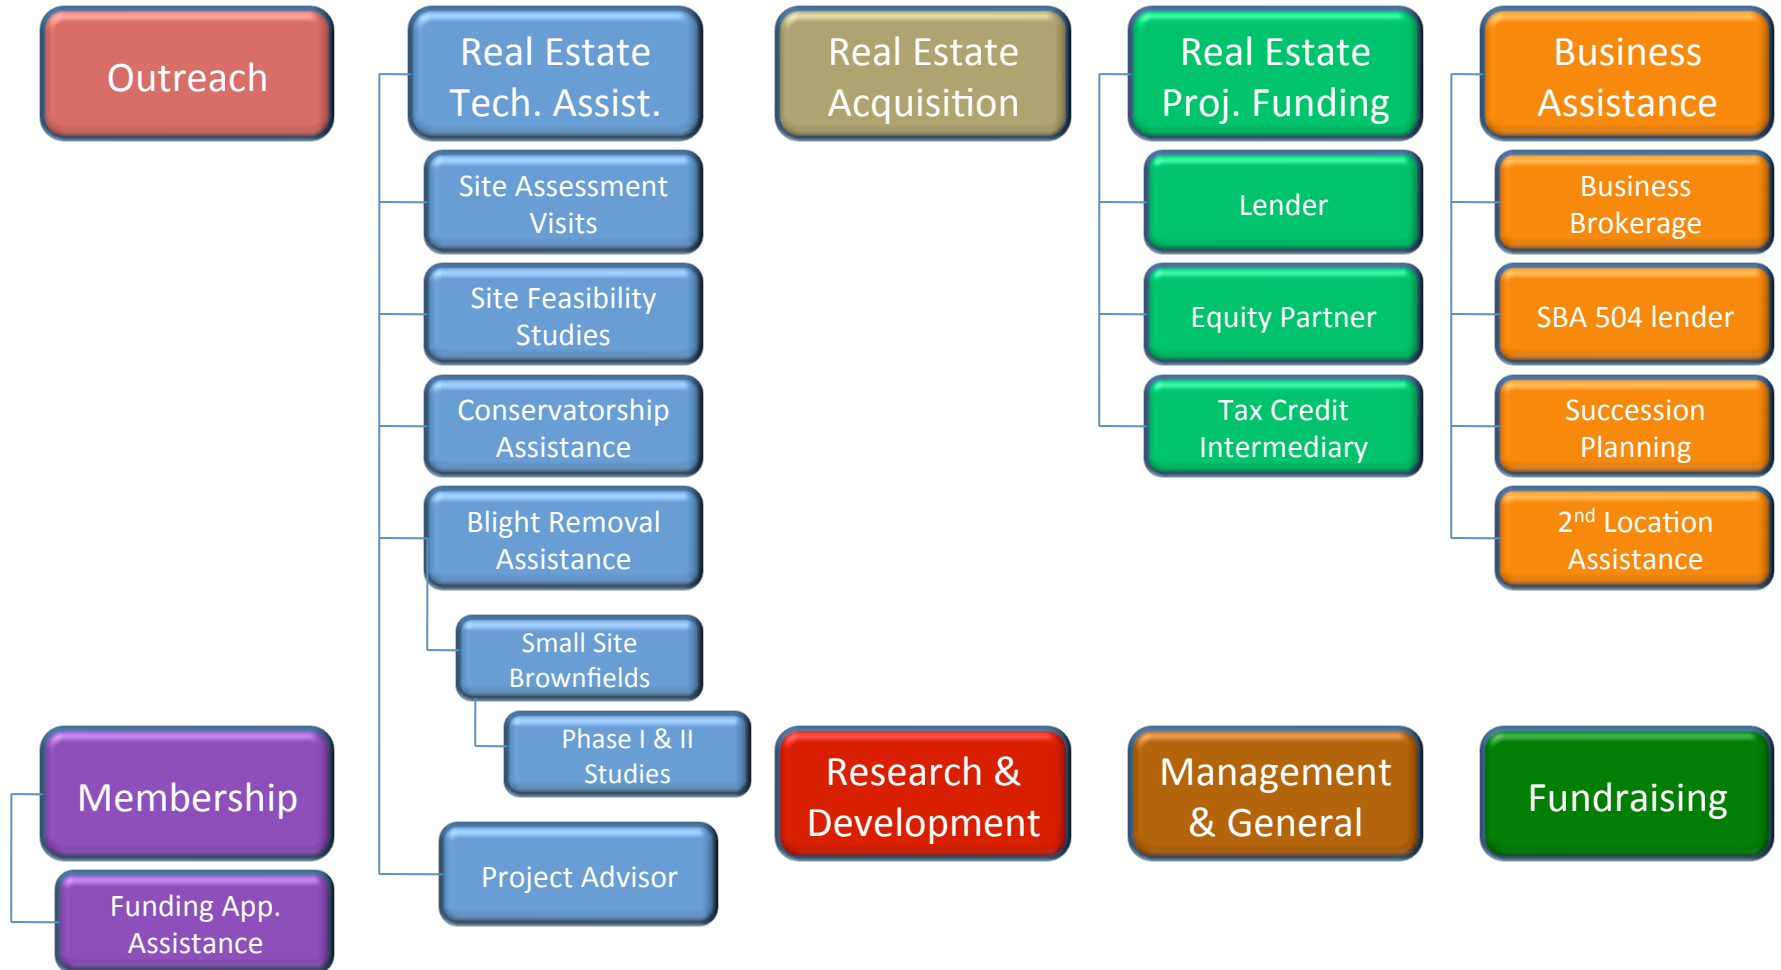 Outreach
Real Estate
Tech. Assist.
Site Assessment
Visits
Site Feasibility
Studies
Conservatorship
Assistance
Blight Removal
Assistance
Small Site
Brownfields
Phase I & II
Studies
Project Advisor
Real Estate
Acquisition
Real Estate
Proj. Funding
Lender
Equity Partner
Tax Credit
Intermediary
Business
Assistance
Business
Brokerage
SBA 504 lender
Succession
Planning
2nd Location
Assistance
Membership
Funding App.
Assistance
Research &
Development
Management
& General
Fundraising